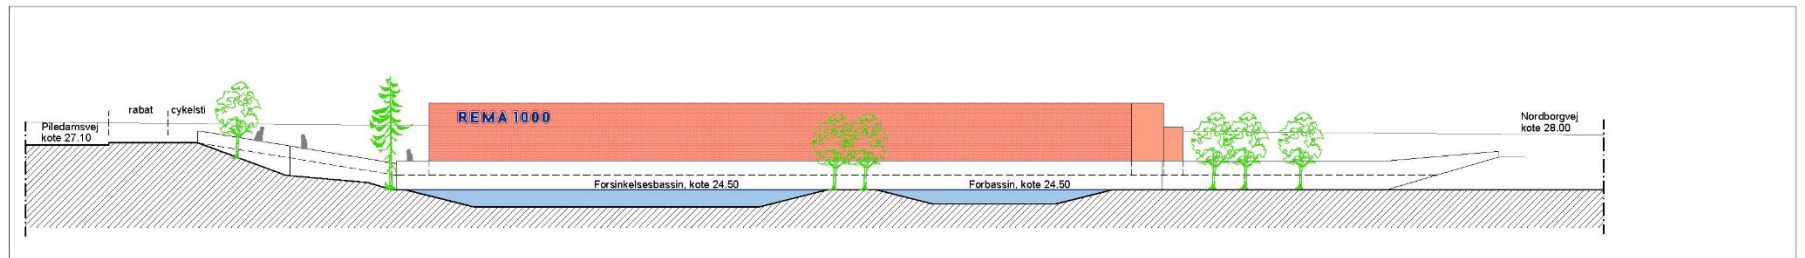 rabat
cykelsti
Piledamsvej
kote 27.10
REMA 1000
Nordborgvej
kote 28.00
Forsinkelsesbassin, kote 24.50
Forbassin, kote 24.50